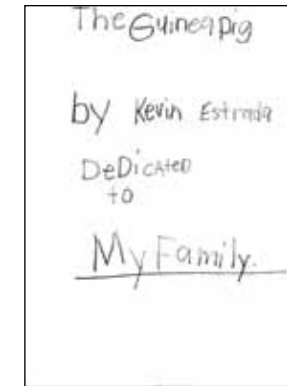 The Guinea pig
by Kevin Estrada
DeDicAteD
to
My Family.